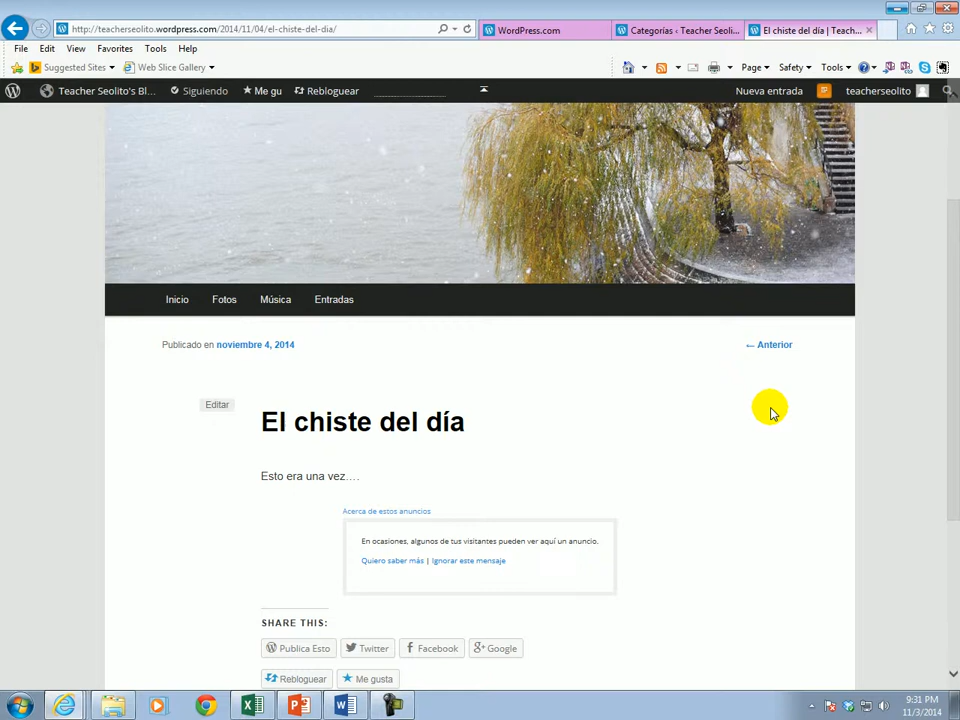 http://teacherseolito.wordpress.com/2014/11/04/el-chiste-del-dia/
WordPress.com
Categorías ‹ Teacher Seoli...
El chiste del día | Teach...
File Edit View Favorites Tools Help
Suggested Sites
Web Slice Gallery
Page
Safety
Tools
Teacher Seolito's Bl...
Siguiendo
Me gu
Rebloguear
Nueva entrada
teacherseolito
Inicio Fotos Música Entradas
Publicado en noviembre 4, 2014
← Anterior
Editar
El chiste del día
Esto era una vez….
Acerca de estos anuncios
En ocasiones, algunos de tus visitantes pueden ver aquí un anuncio.
Quiero saber más | Ignorar este mensaje
SHARE THIS:
Publica Esto
Twitter
Facebook
Google
Rebloguear
Me gusta
9:31 PM
11/3/2014